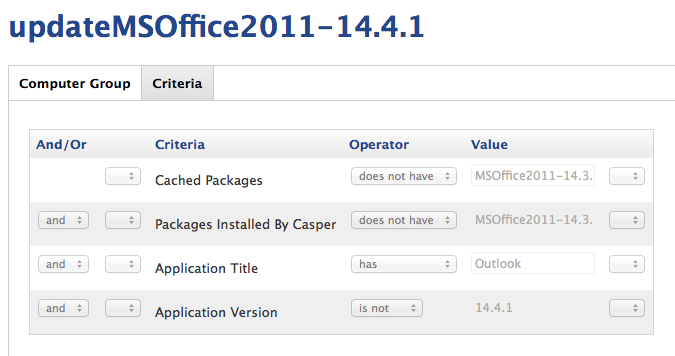 updateMSOffice2011-14.4.1
Computer Group Criteria
And/Or Criteria Operator Value
Cached Packages does not have MSOffice2011-14.3.
and Packages Installed By Casper does not have MSOffice2011-14.3.
and Application Title has Outlook
and Application Version is not 14.4.1